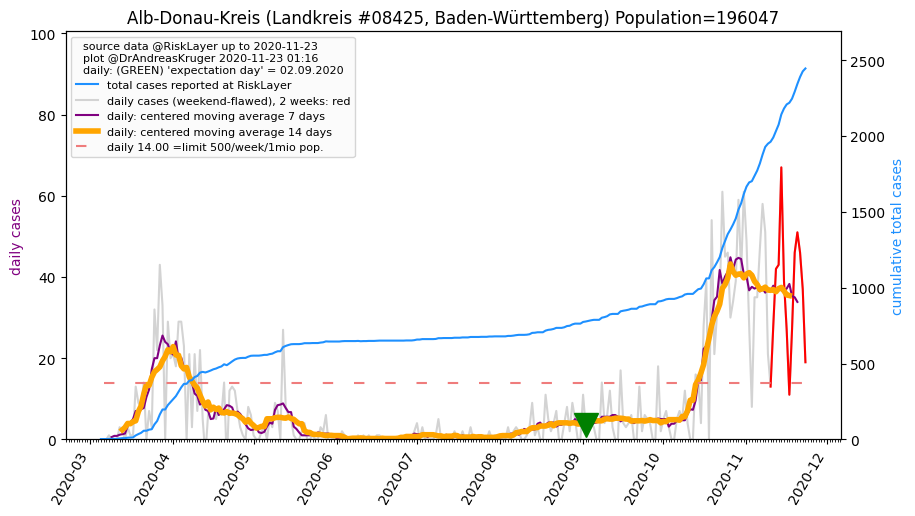 Alb-Donau-Kreis (Landkreis #08425, Baden-Württemberg) Population=196047
source data @RiskLayer up to 2020-11-23
plot @DrAndreasKruger 2020-11-23 01:16
daily: (GREEN) 'expectation day' = 02.09.2020
total cases reported at RiskLayer
daily cases (weekend-flawed), 2 weeks: red
daily: centered moving average 7 days
daily: centered moving average 14 days
daily 14.00 =limit 500/week/1mio pop.
daily cases
100
80
60
40
20
0
cumulative total cases
2500
2000
1500
1000
500
0
2020-03
2020-04
2020-05
2020-06
2020-07
2020-08
2020-09
2020-10
2020-11
2020-12